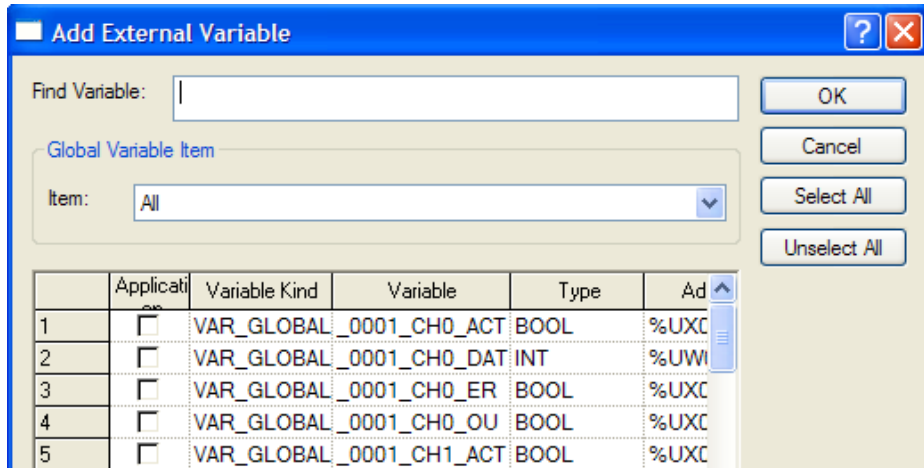 Add External Variable
Find Variable:
OK
Global Variable Item
Cancel
Item: All
Select All
Unselect All
Applicati Variable Kind Variable Type Ad
1 VAR_GLOBAL _0001_CH0_ACT BOOL %UX0
2 VAR_GLOBAL _0001_CH0_DAT INT %UW
3 VAR_GLOBAL _0001_CH0_ER BOOL %UX0
4 VAR_GLOBAL _0001_CH0_OU BOOL %UX0
5 VAR_GLOBAL _0001_CH1_ACT BOOL %UX0